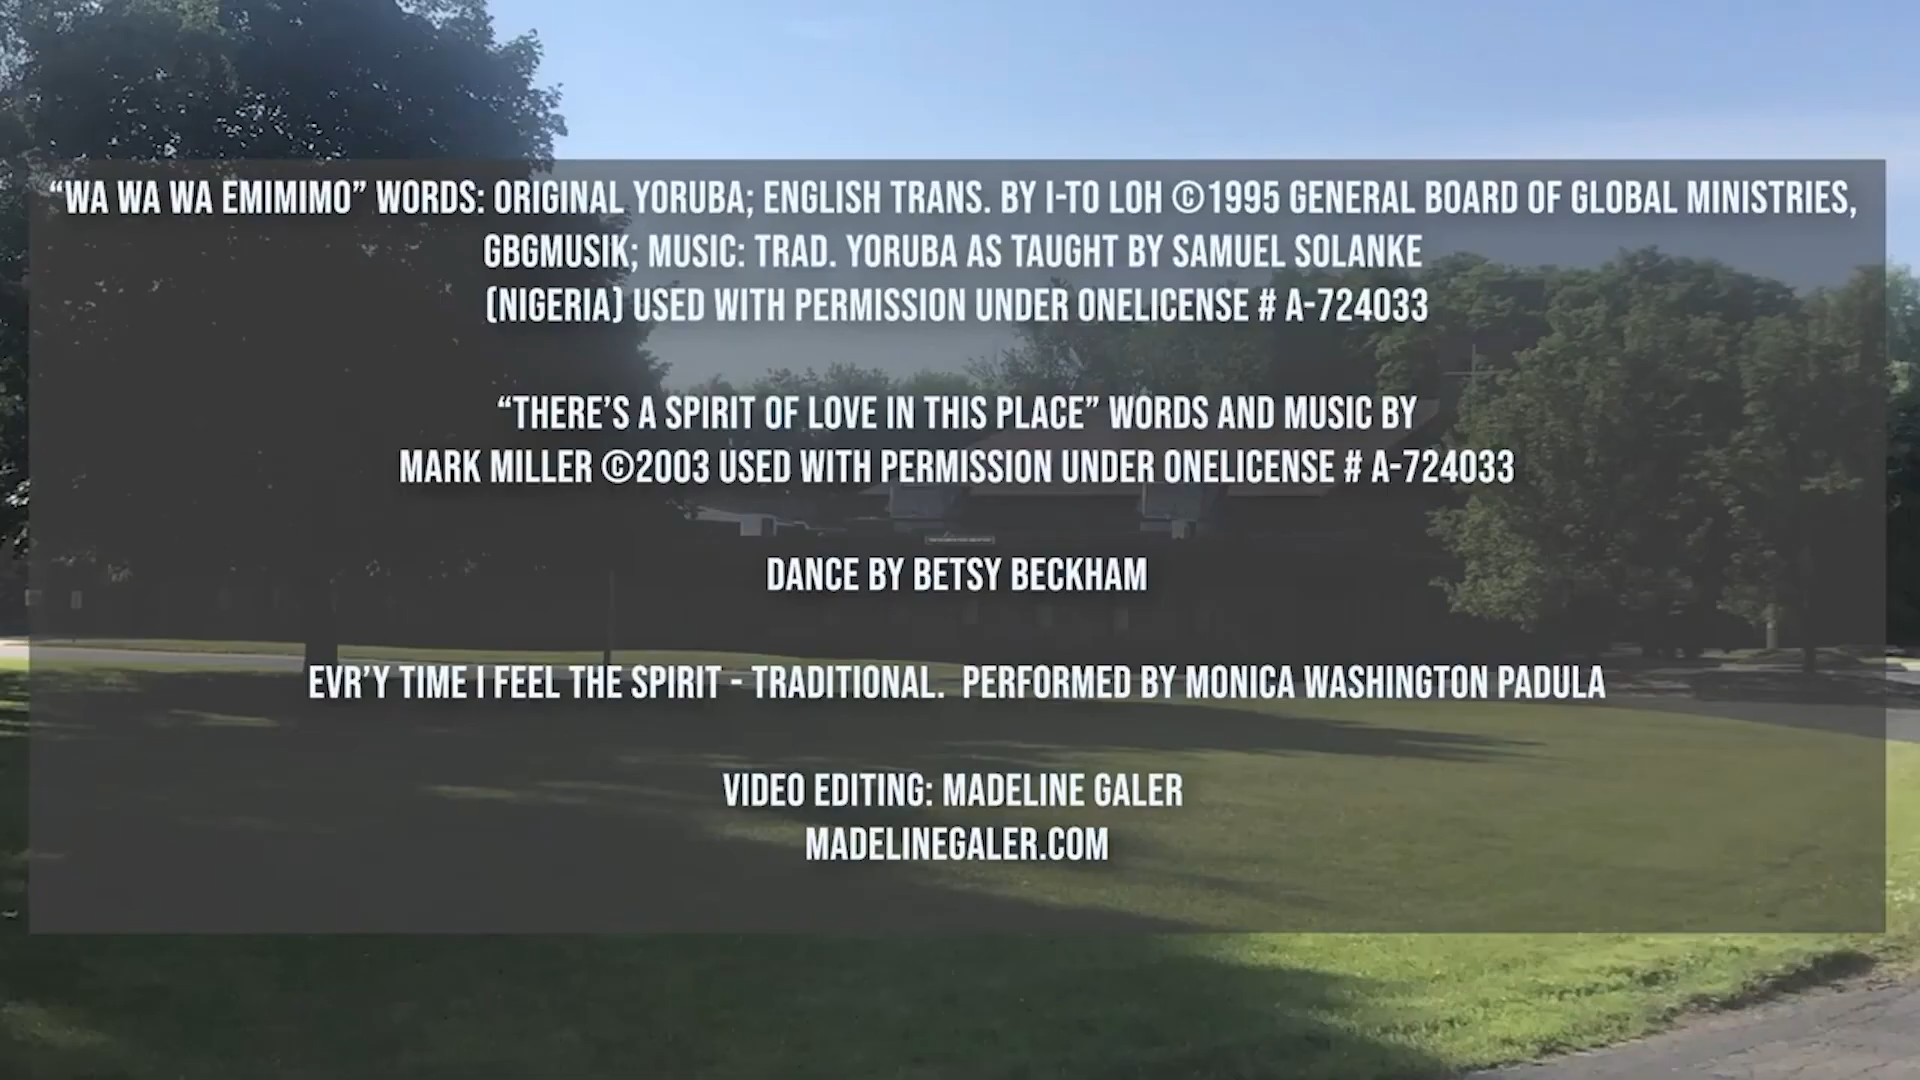 “WA WA WA EMIMIMO” WORDS: ORIGINAL YORUBA; ENGLISH TRANS. BY I-TO LOH ©1995 GENERAL BOARD OF GLOBAL MINISTRIES,
GBGMUSIK; MUSIC: TRAD. YORUBA AS TAUGHT BY SAMUEL SOLANKE
(NIGERIA) USED WITH PERMISSION UNDER ONELICENSE # A-724033
“THERE’S A SPIRIT OF LOVE IN THIS PLACE” WORDS AND MUSIC BY
MARK MILLER ©2003 USED WITH PERMISSION UNDER ONELICENSE # A-724033
DANCE BY BETSY BECKHAM
EVR’Y TIME I FEEL THE SPIRIT - TRADITIONAL. PERFORMED BY MONICA WASHINGTON PADULA
VIDEO EDITING: MADELINE GALER
MADELINEGALER.COM